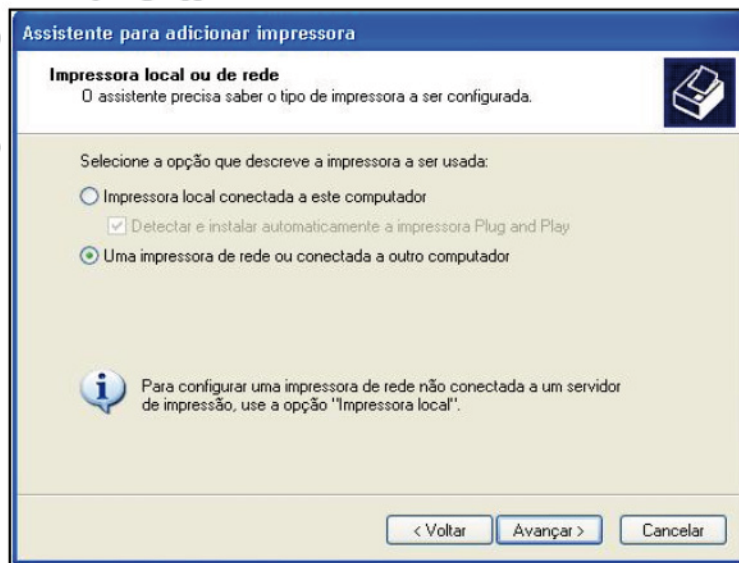 Assistente para adicionar impressora
Impressora local ou de rede
O assistente precisa saber o tipo de impressora a ser configurada.
Selecione a opção que descreve a impressora a ser usada:
Impressora local conectada a este computador
Detectar e instalar automaticamente a impressora Plug and Play
Uma impressora de rede ou conectada a outro computador
Para configurar uma impressora de rede não conectada a um servidor
de impressão, use a opção "Impressora local".
< Voltar Avançar > Cancelar